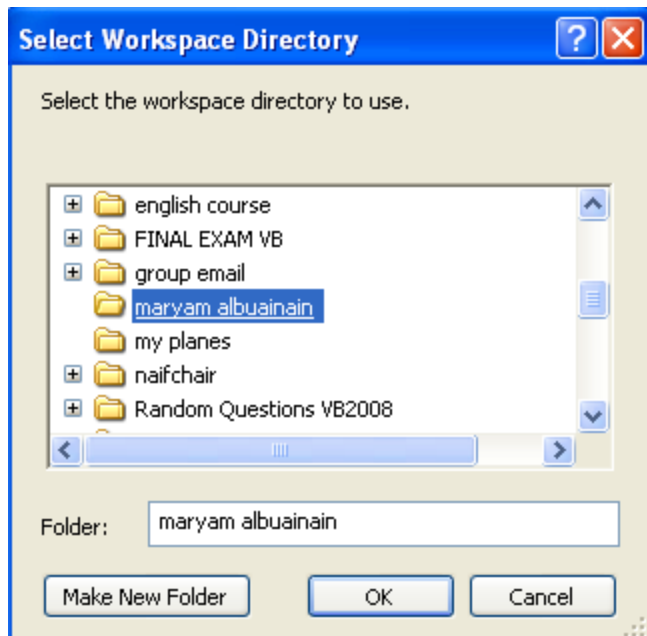 Select Workspace Directory
Select the workspace directory to use.
english course
FINAL EXAM VB
group email
maryam albuainain
my planes
naifchair
Random Questions VB2008
Folder: maryam albuainain
Make New Folder OK Cancel